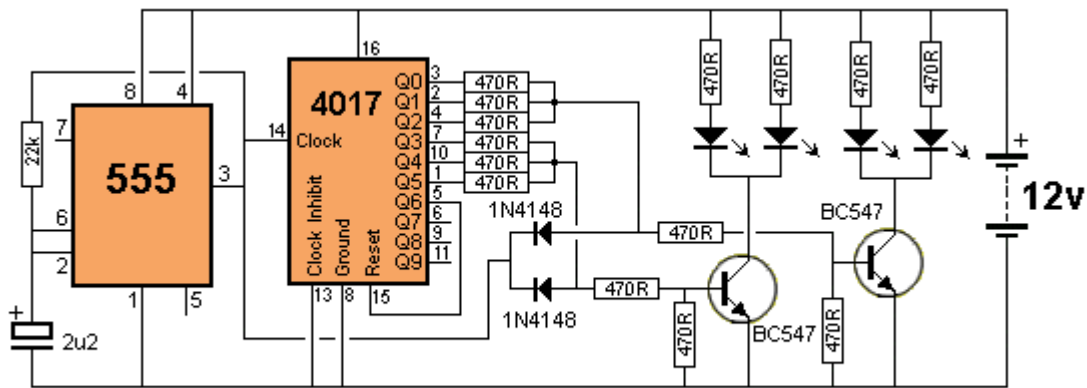 16
8
4
3
470R
2
470R
4
470R
7
470R
10
470R
1
470R
5
6
9
11
4017
14
Clock
Q0
Q1
Q2
Q3
Q4
Q5
Q6
Q7
Q8
Q9
Clock Inhibit
Ground
Reset
13
8
15
7
22k
555
3
6
2
1
5
+
2u2
1N4148
1N4148
470R
470R
470R
470R
470R
470R
470R
470R
BC547
BC547
+
12v